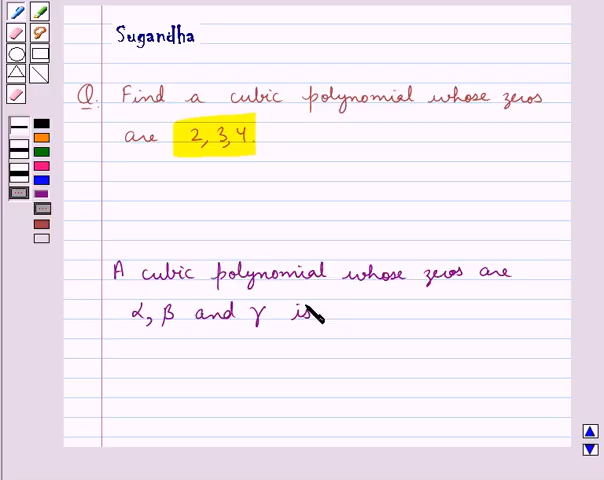 Sugandha
Q. Find a cubic polynomial whose zeros
are 2, 3, 4.
A cubic polynomial whose zeros are
α, β and γ is